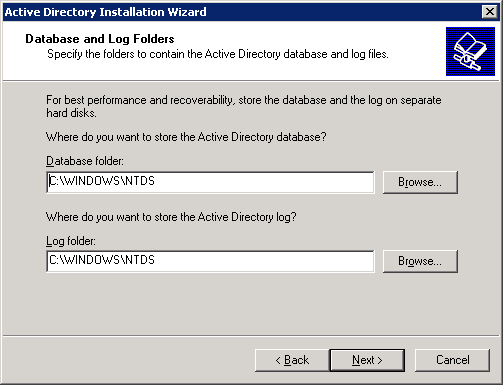 Active Directory Installation Wizard
Database and Log Folders
Specify the folders to contain the Active Directory database and log files.
For best performance and recoverability, store the database and the log on separate
hard disks.
Where do you want to store the Active Directory database?
Database folder:
C:\WINDOWS\NTDS
Browse...
Where do you want to store the Active Directory log?
Log folder:
C:\WINDOWS\NTDS
Browse...
< Back
Next >
Cancel